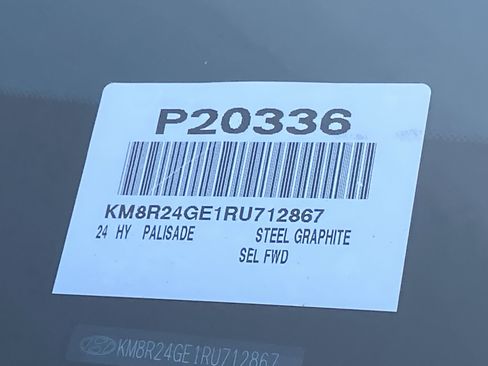 P20336
KM8R24GE1RU712867
24 HY PALISADE STEEL GRAPHITE
SEL FWD
KM8R24GE1RU712867